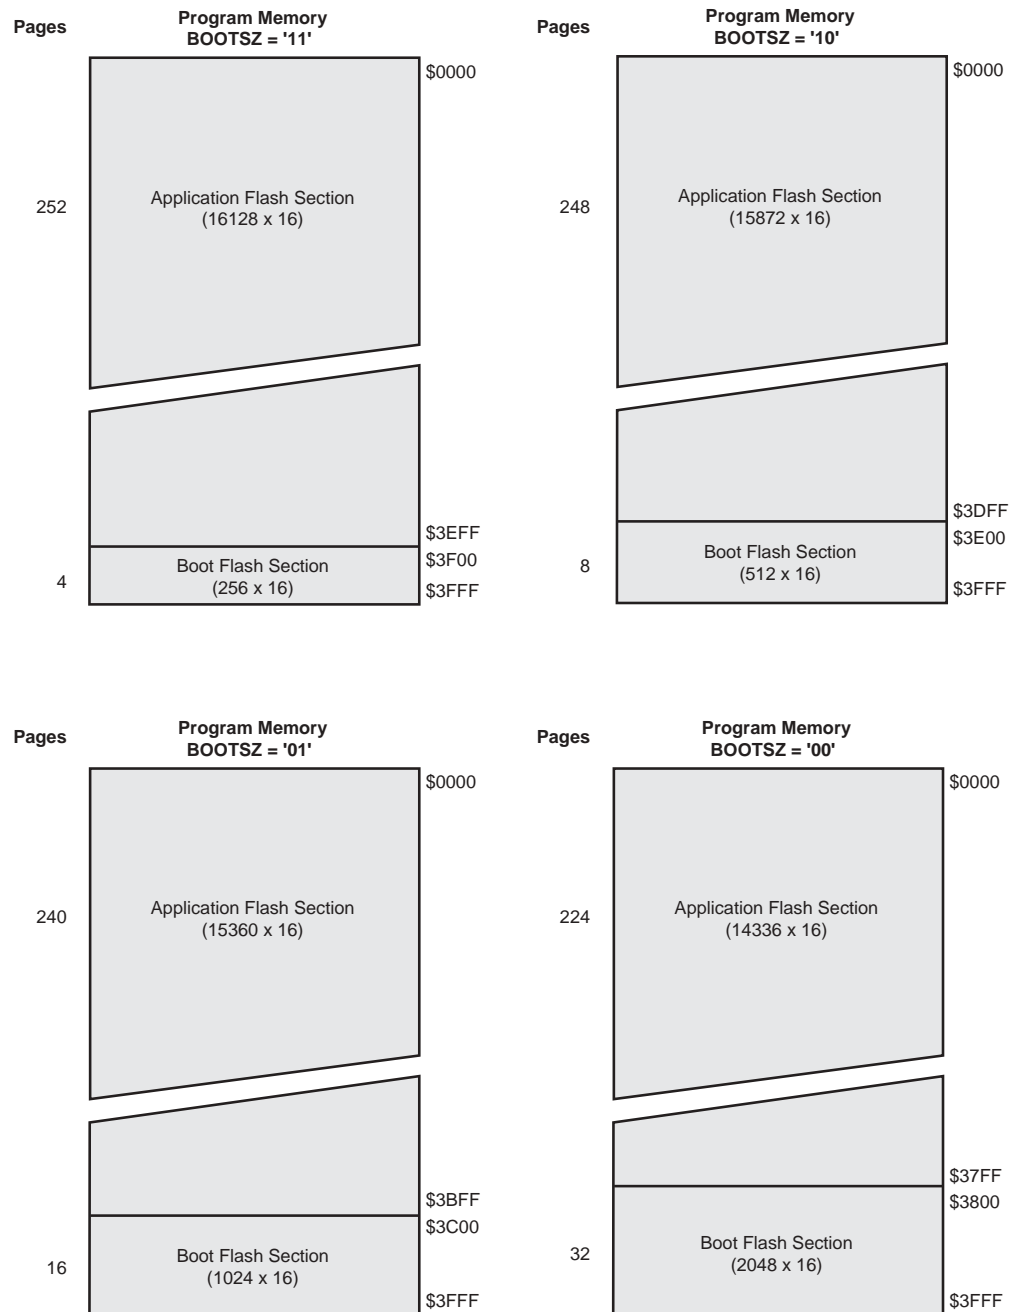 Pages
Program Memory
BOOTSZ = '11'
$0000
252
Application Flash Section
(16128 x 16)
$3EFF
$3F00
4
Boot Flash Section
(256 x 16)
$3FFF
Pages
Program Memory
BOOTSZ = '10'
$0000
248
Application Flash Section
(15872 x 16)
$3DFF
$3E00
8
Boot Flash Section
(512 x 16)
$3FFF
Pages
Program Memory
BOOTSZ = '01'
$0000
240
Application Flash Section
(15360 x 16)
$3BFF
$3C00
16
Boot Flash Section
(1024 x 16)
$3FFF
Pages
Program Memory
BOOTSZ = '00'
$0000
224
Application Flash Section
(14336 x 16)
$37FF
$3800
32
Boot Flash Section
(2048 x 16)
$3FFF